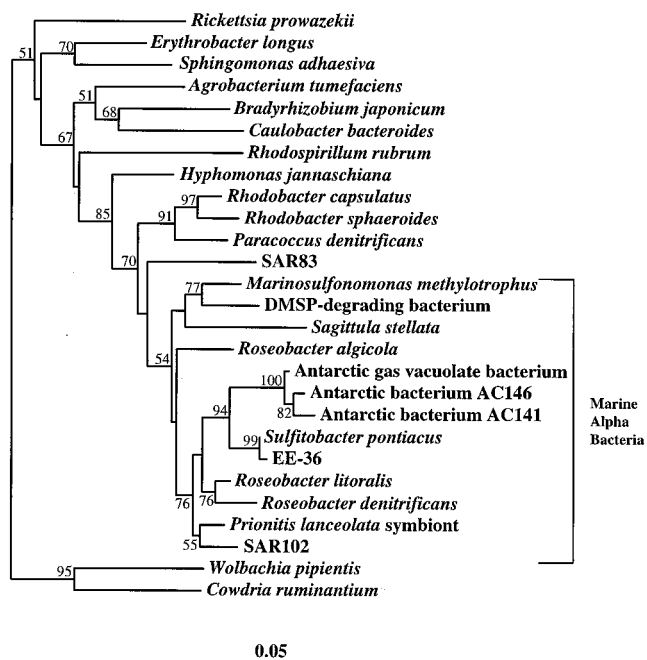 Rickettsia prowazekii
51
70
Erythrobacter longus
Sphingomonas adhaesiva
Agrobacterium tumefaciens
51
Bradyrhizobium japonicum
68
Caulobacter bacteroides
67
Rhodospirillum rubrum
Hyphomonas jannaschiana
Rhodobacter capsulatus
97
85
91
Rhodobacter sphaeroides
Paracoccus denitrificans
70
SAR83
Marinosulfonomonas methylotrophus
77
DMSP-degrading bacterium
Sagittula stellata
Roseobacter algicola
54
Antarctic gas vacuolate bacterium
100
Antarctic bacterium AC146
94
82
Antarctic bacterium AC141
Marine
Alpha
Bacteria
Sulfitobacter pontiacus
99
EE-36
Roseobacter litoralis
76
76
Roseobacter denitrificans
Prionitis lanceolata symbiont
55
SAR102
Wolbachia pipientis
95
Cowdria ruminantium
0.05